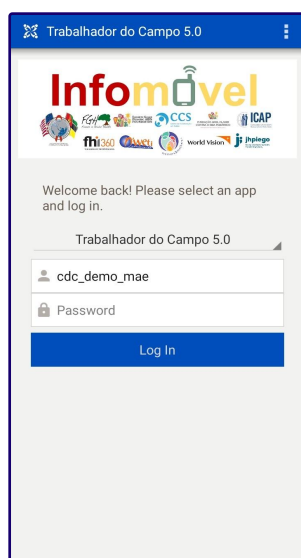 Trabalhador do Campo 5.0
Infomóvel
FGH
CCS
ICAP
fhi360
World Vision
jhpiego
Welcome back! Please select an app
and log in.
Trabalhador do Campo 5.0
cdc_demo_mae
Password
Log In